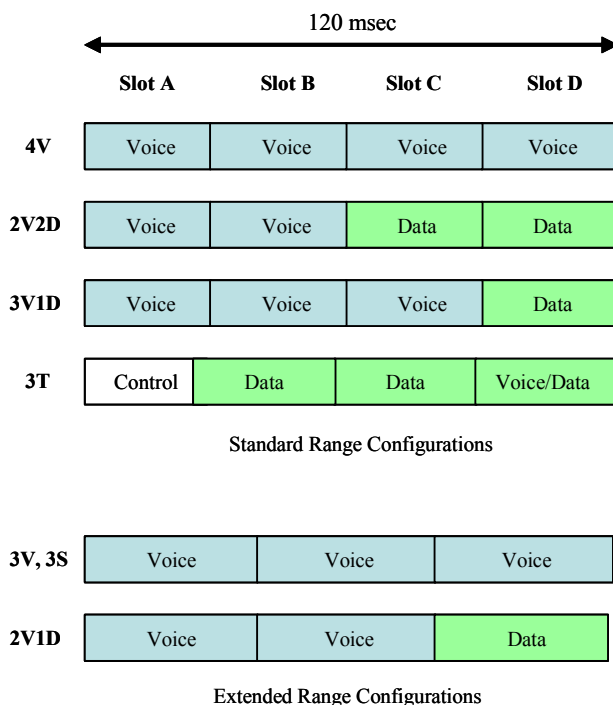 120 msec
Slot A Slot B Slot C Slot D
4V Voice Voice Voice Voice
2V2D Voice Voice Data Data
3V1D Voice Voice Voice Data
3T Control Data Data Voice/Data
Standard Range Configurations
3V, 3S Voice Voice Voice
2V1D Voice Voice Data
Extended Range Configurations